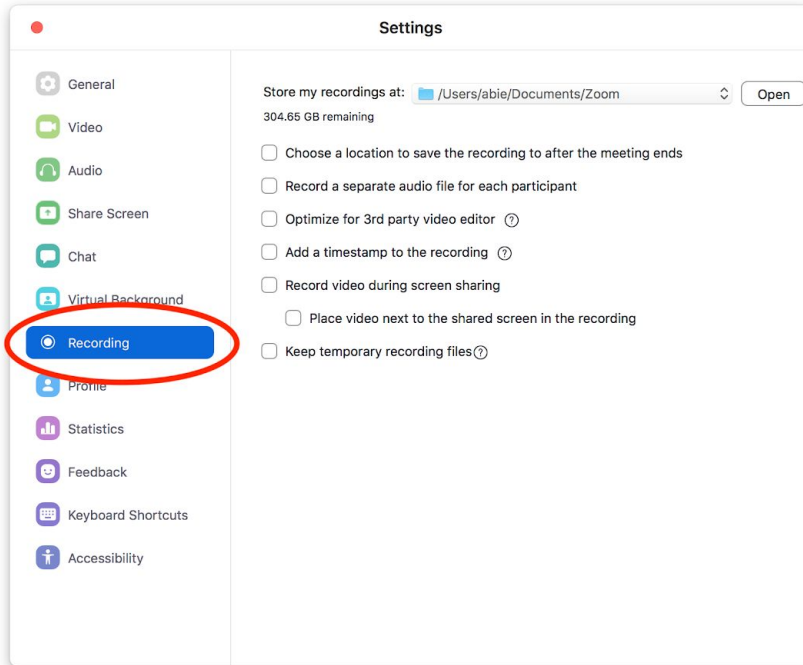 Settings
General
Video
Audio
Share Screen
Chat
Virtual Background
Recording
Profile
Statistics
Feedback
Keyboard Shortcuts
Accessibility
Store my recordings at: /Users/abie/Documents/Zoom Open
304.65 GB remaining
Choose a location to save the recording to after the meeting ends
Record a separate audio file for each participant
Optimize for 3rd party video editor ?
Add a timestamp to the recording ?
Record video during screen sharing
Place video next to the shared screen in the recording
Keep temporary recording files ?